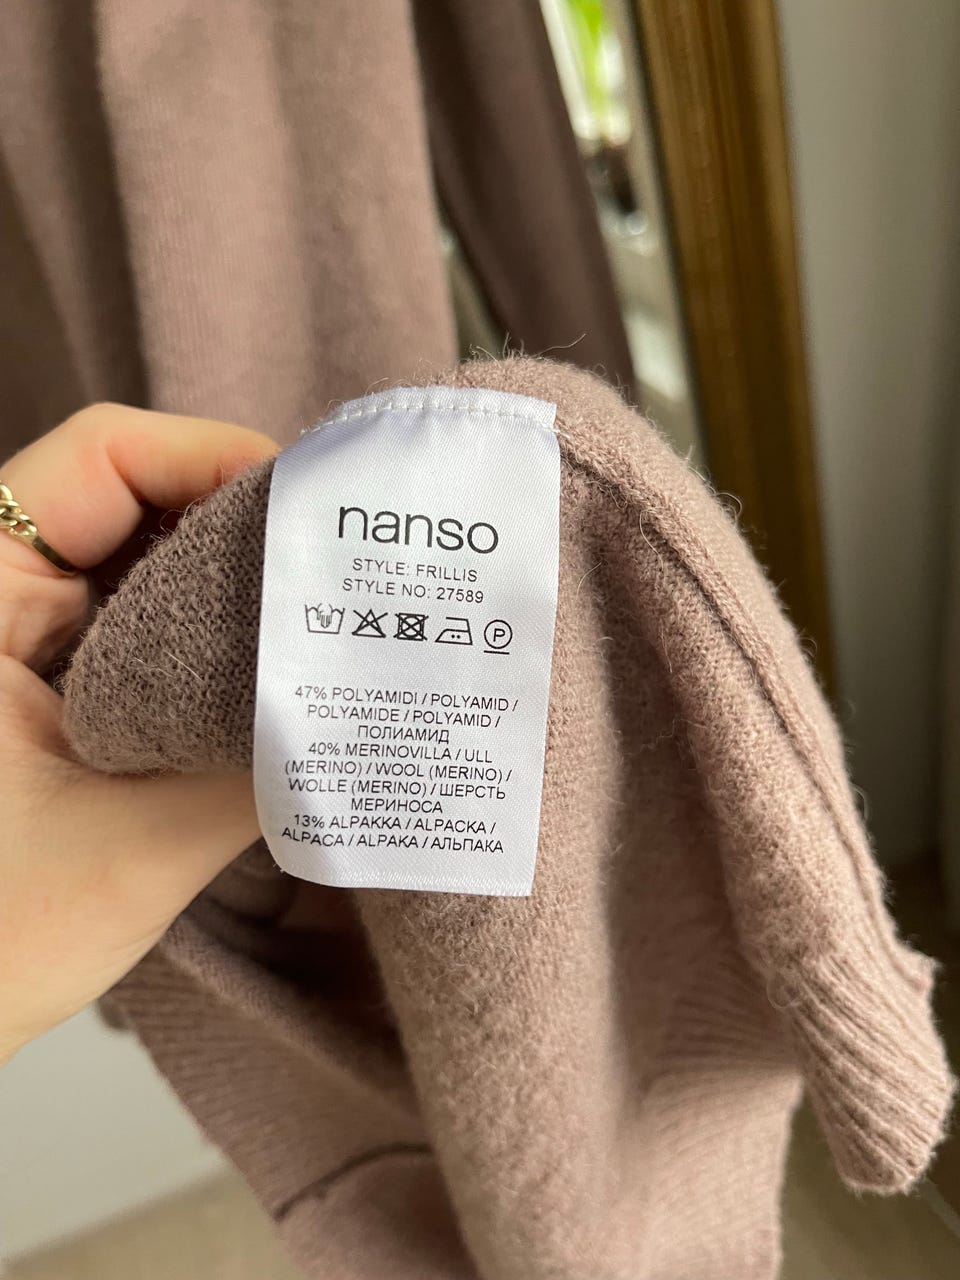 nanso
STYLE: FRILLIS
STYLE NO: 27589
P
47% POLYAMIDI / POLYAMID /
POLYAMIDE / POLYAMID /
ПОЛИАМИД
40% MERINOVILLA / ULL
(MERINO) / WOOL (MERINO) /
WOLLE (MERINO) / ШЕРСТЬ
МЕРИНОСА
13% ALPAKKA / ALPACKA /
ALPACA / ALPAKA / АЛЬПАКА